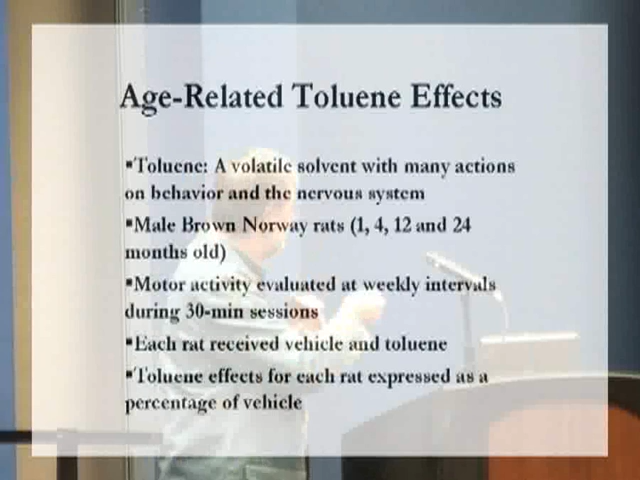 Age-Related Toluene Effects
▪Toluene: A volatile solvent with many actions
on behavior and the nervous system
▪Male Brown Norway rats (1, 4, 12 and 24
months old)
▪Motor activity evaluated at weekly intervals
during 30-min sessions
▪Each rat received vehicle and toluene
▪Toluene effects for each rat expressed as a
percentage of vehicle